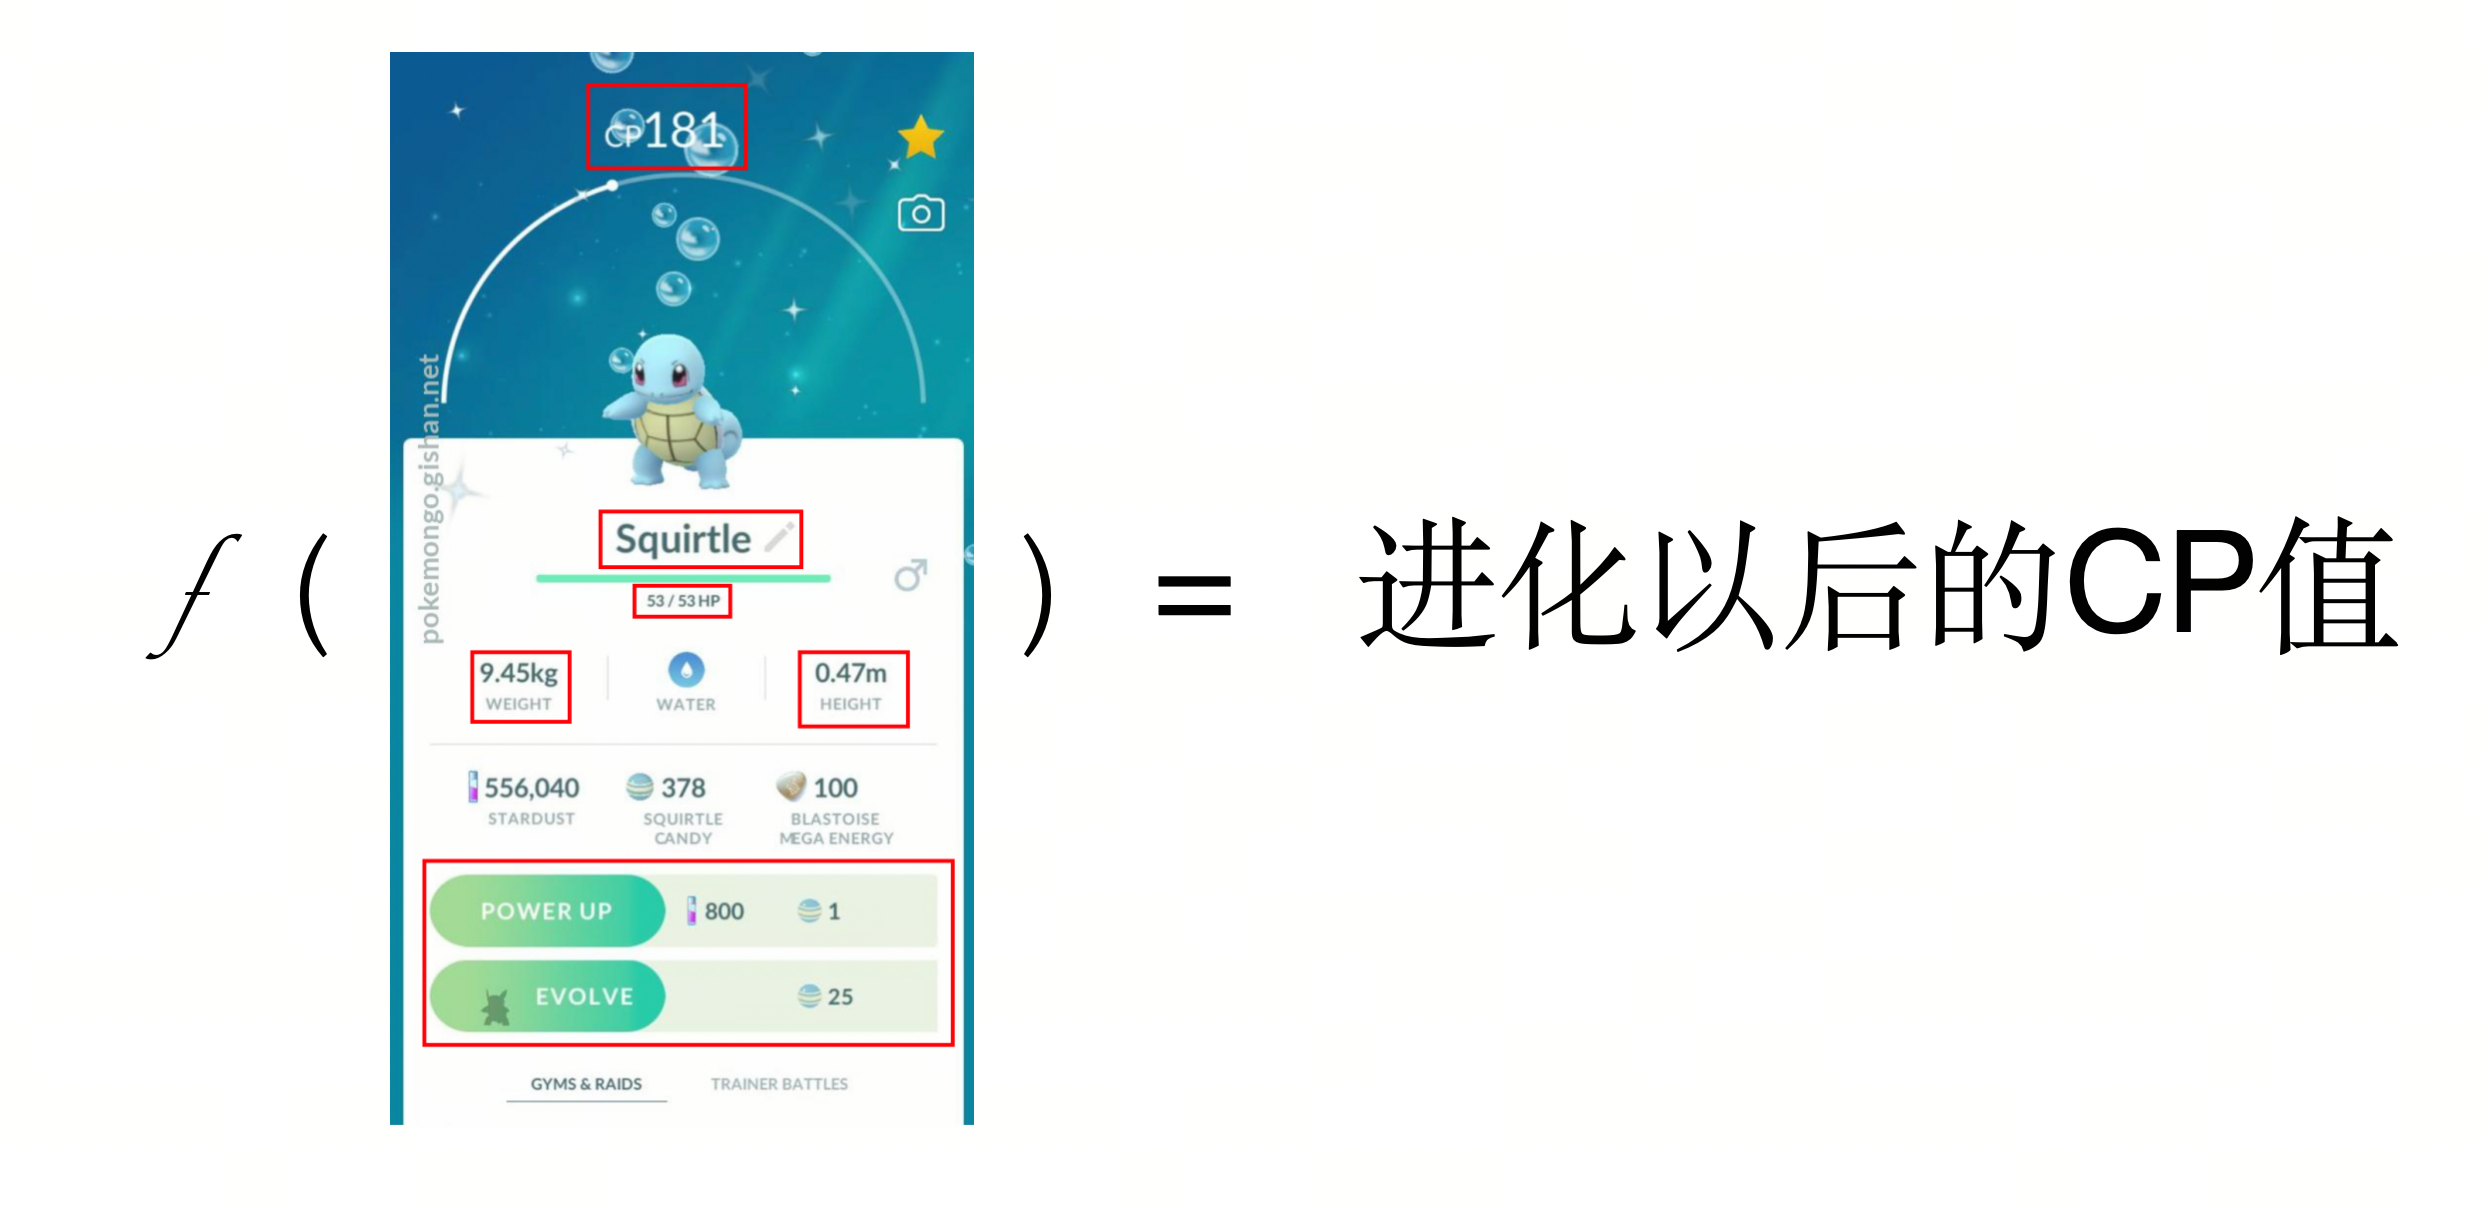 CP181
pokemongo.gishan.net
Squirtle
53 / 53 HP
9.45kg
WEIGHT
WATER
0.47m
HEIGHT
556,040
STARDUST
378
SQUIRTLE
CANDY
100
BLASTOISE
MEGA ENERGY
POWER UP 800 1
EVOLVE 25
GYMS & RAIDS TRAINER BATTLES
f ( ) = 进化以后的CP值